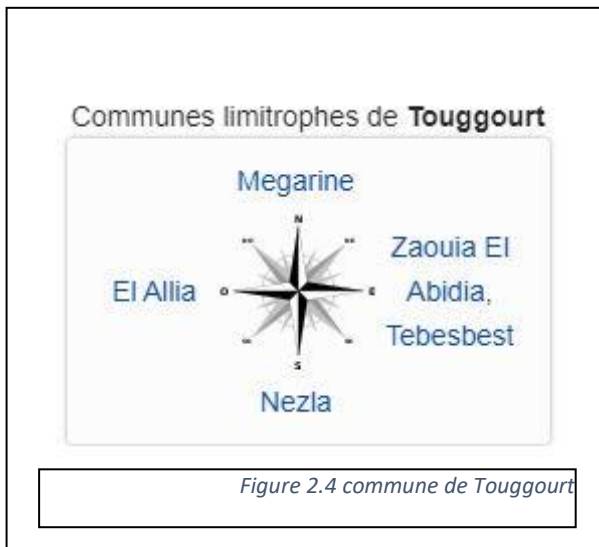 Communes limitrophes de Touggourt
Megarine
N
El Allia
O
E
Zaouia El
Abidia,
Tebesbest
S
Nezla
Figure 2.4 commune de Touggourt